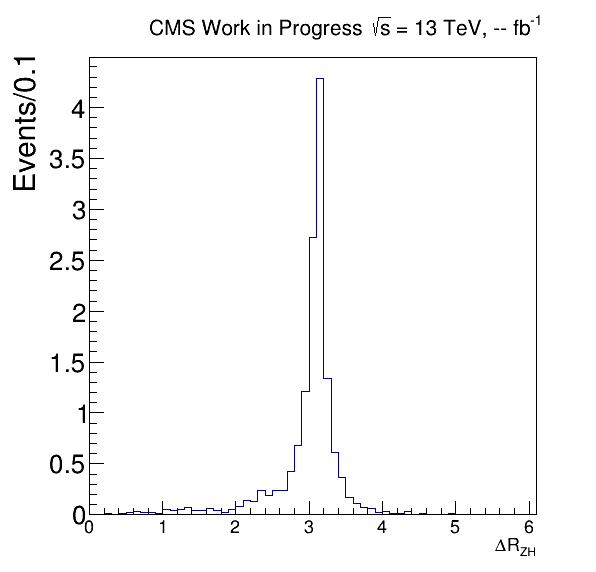 CMS Work in Progress √s = 13 TeV, -- fb⁻¹
Events/0.1
4
3.5
3
2.5
2
1.5
1
0.5
0
0 1 2 3 4 5 6
ΔR_ZH